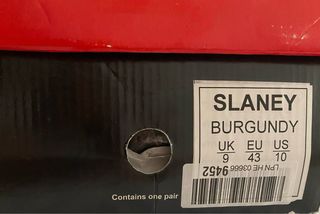 SLANEY
BURGUNDY
UK EU US
9 43 10
LPN HE 03666 9452
Contains one pair